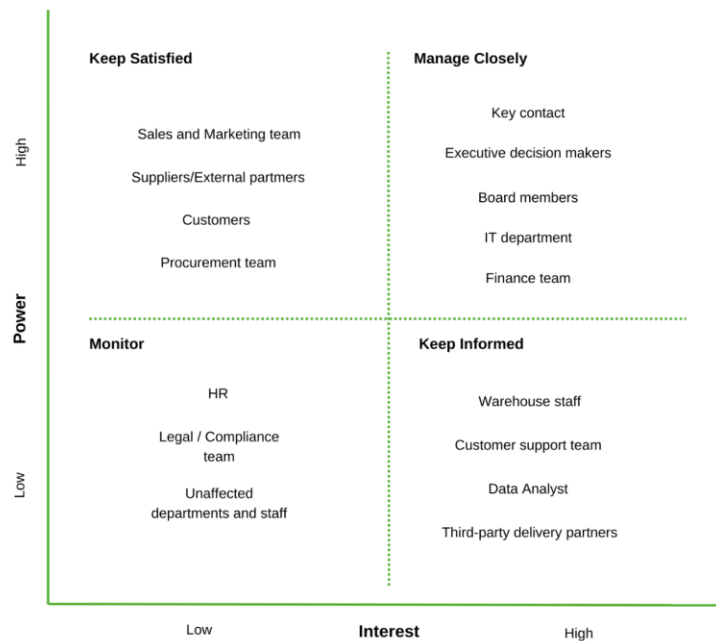 Keep Satisfied
Manage Closely
Key contact
Sales and Marketing team
Executive decision makers
Suppliers/External partmers
Board members
Customers
IT department
Procurement team
Finance team
High
Power
Monitor
Keep Informed
HR
Warehouse staff
Legal / Compliance
team
Customer support team
Unaffected
departments and staff
Data Analyst
Third-party delivery partners
Low
Low
Interest
High